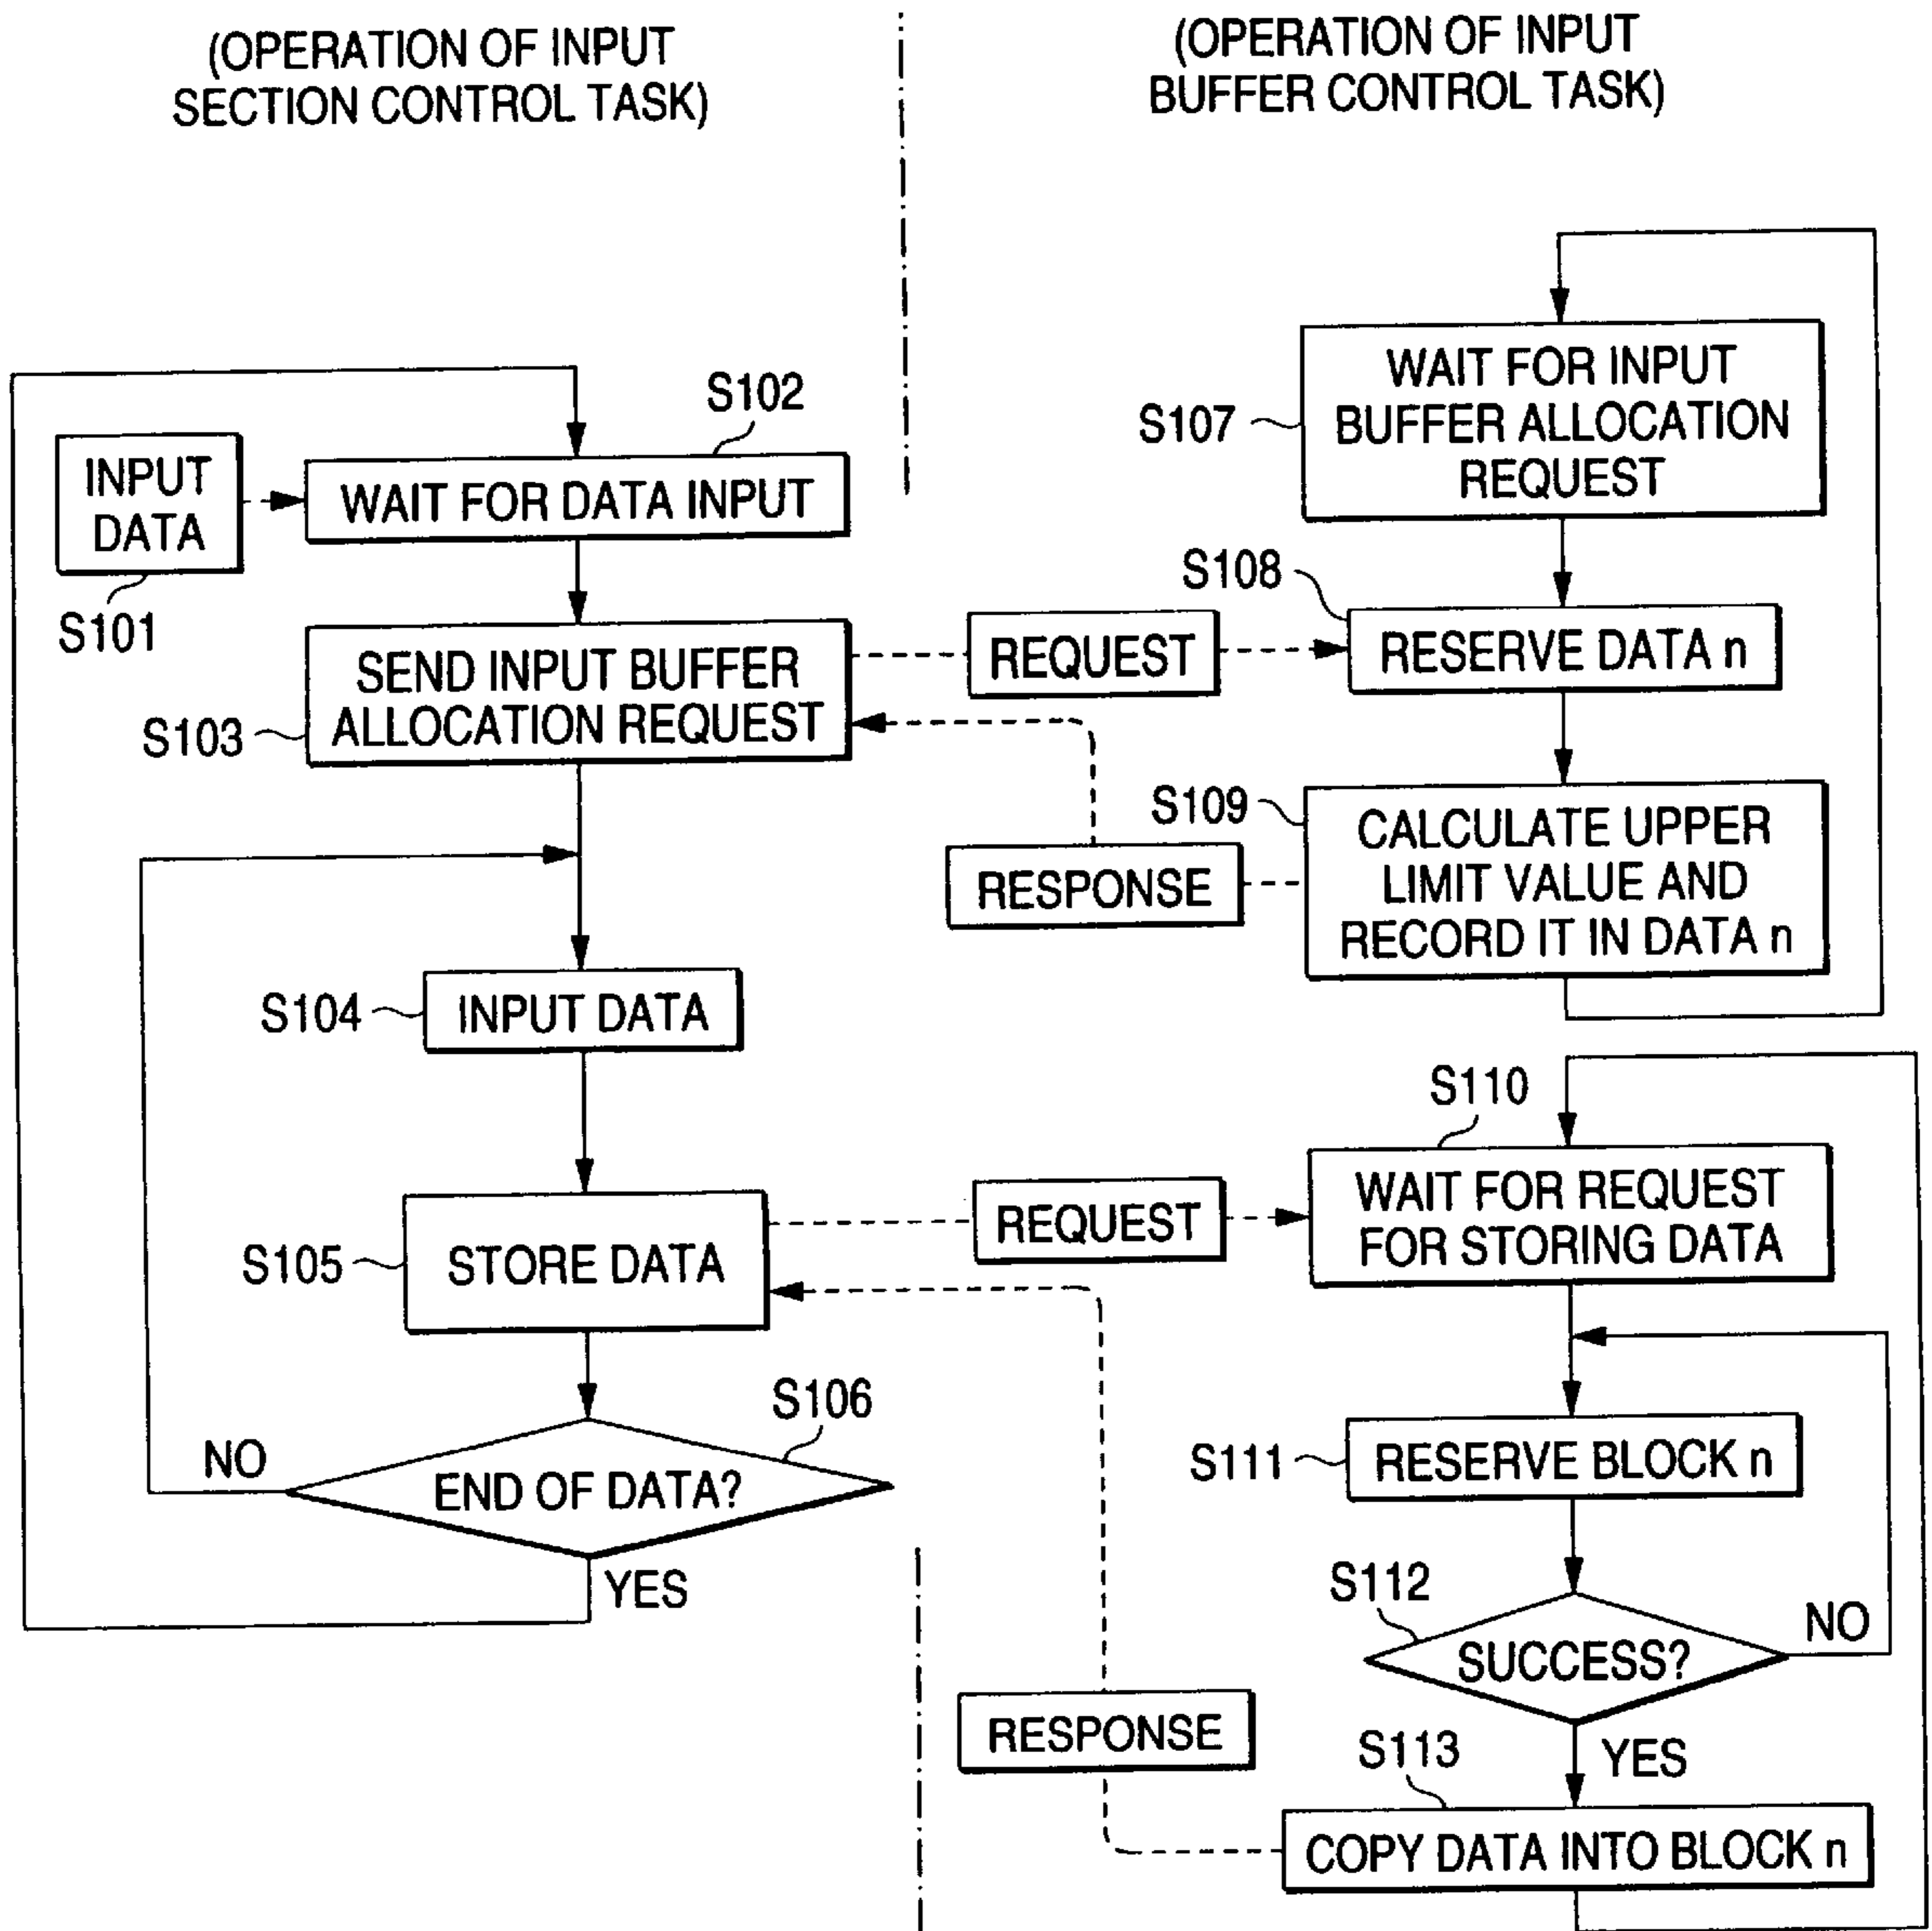 (OPERATION OF INPUT
SECTION CONTROL TASK)
S102
INPUT
DATA
WAIT FOR DATA INPUT
S101
SEND INPUT BUFFER
ALLOCATION REQUEST
S103
S104
INPUT DATA
S105
STORE DATA
S106
NO
END OF DATA?
YES
REQUEST
RESPONSE
REQUEST
RESPONSE
(OPERATION OF INPUT
BUFFER CONTROL TASK)
WAIT FOR INPUT
BUFFER ALLOCATION
REQUEST
S107
S108
RESERVE DATA n
S109
CALCULATE UPPER
LIMIT VALUE AND
RECORD IT IN DATA n
S110
WAIT FOR REQUEST
FOR STORING DATA
S111
RESERVE BLOCK n
S112
NO
SUCCESS?
YES
S113
COPY DATA INTO BLOCK n